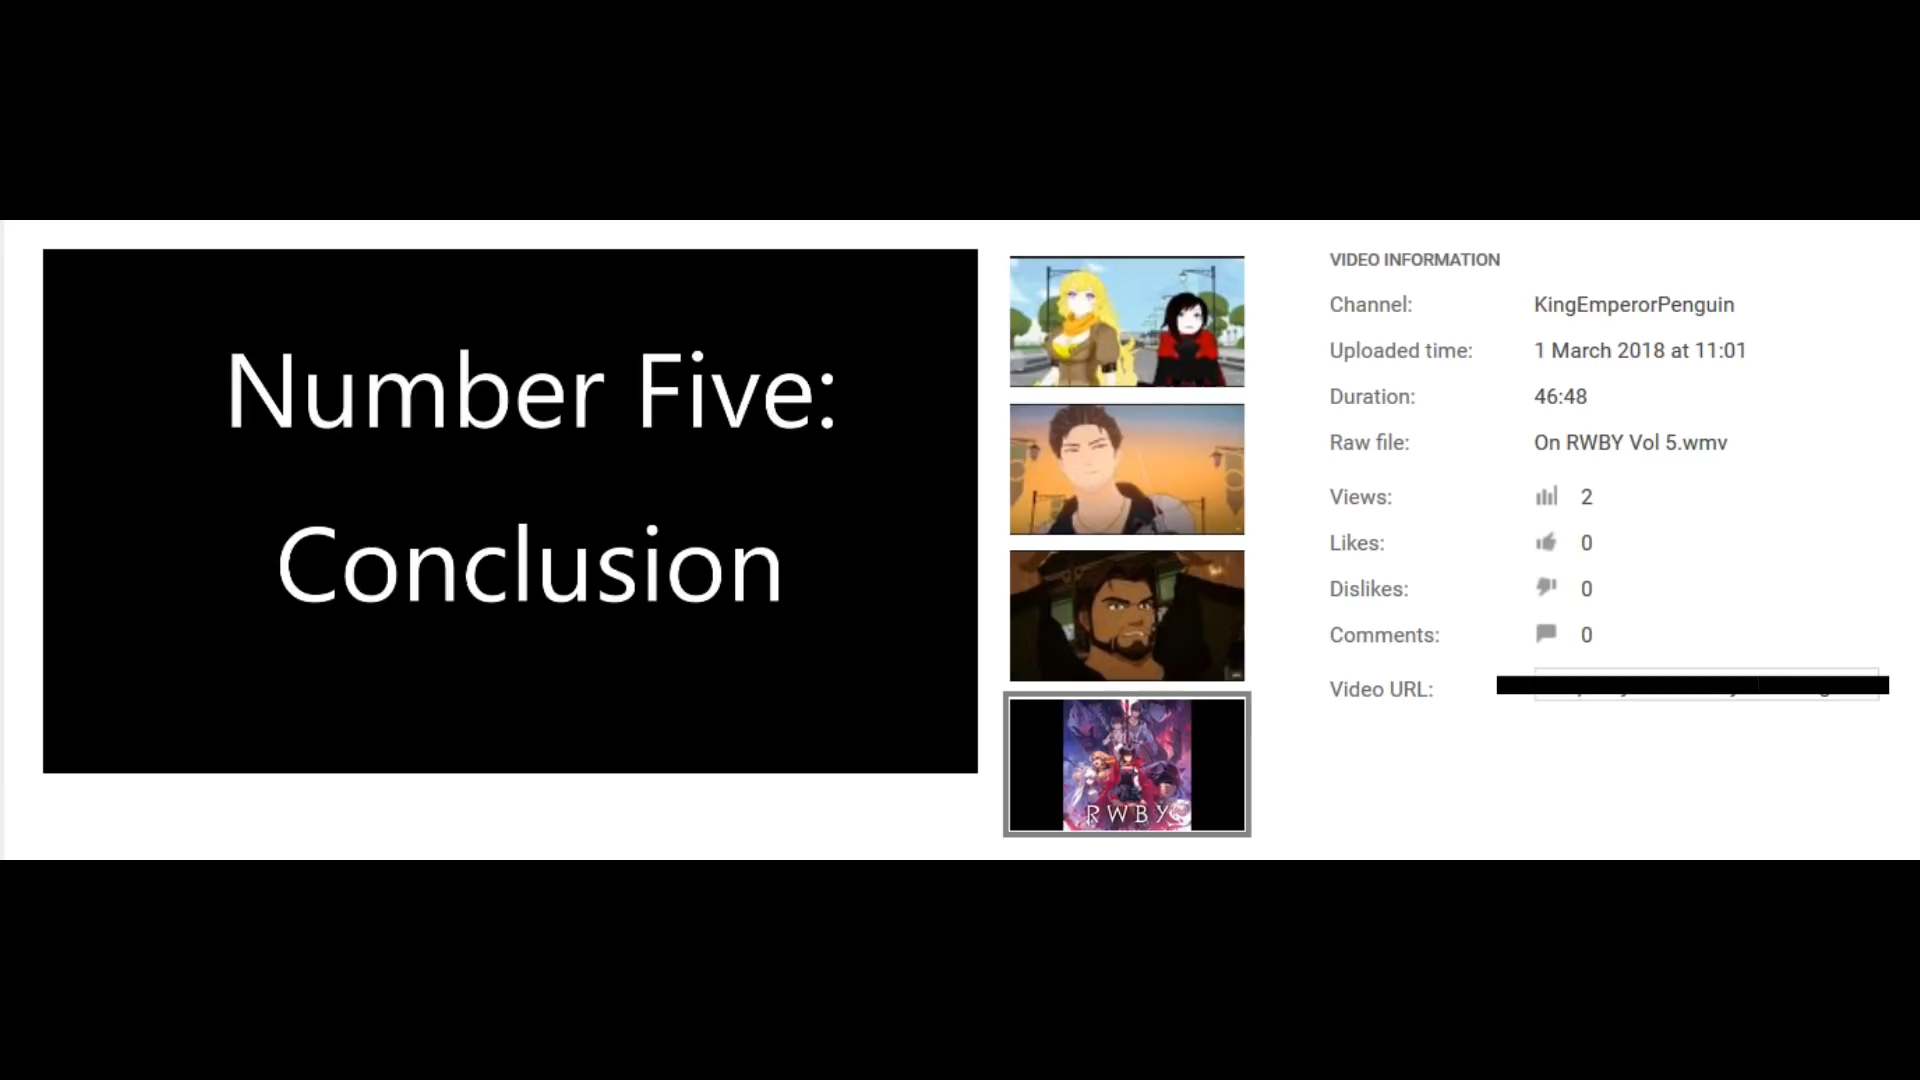 Number Five:
Conclusion
RWBY
VIDEO INFORMATION
Channel: KingEmperorPenguin
Uploaded time: 1 March 2018 at 11:01
Duration: 46:48
Raw file: On RWBY Vol 5.wmv
Views: 2
Likes: 0
Dislikes: 0
Comments: 0
Video URL: